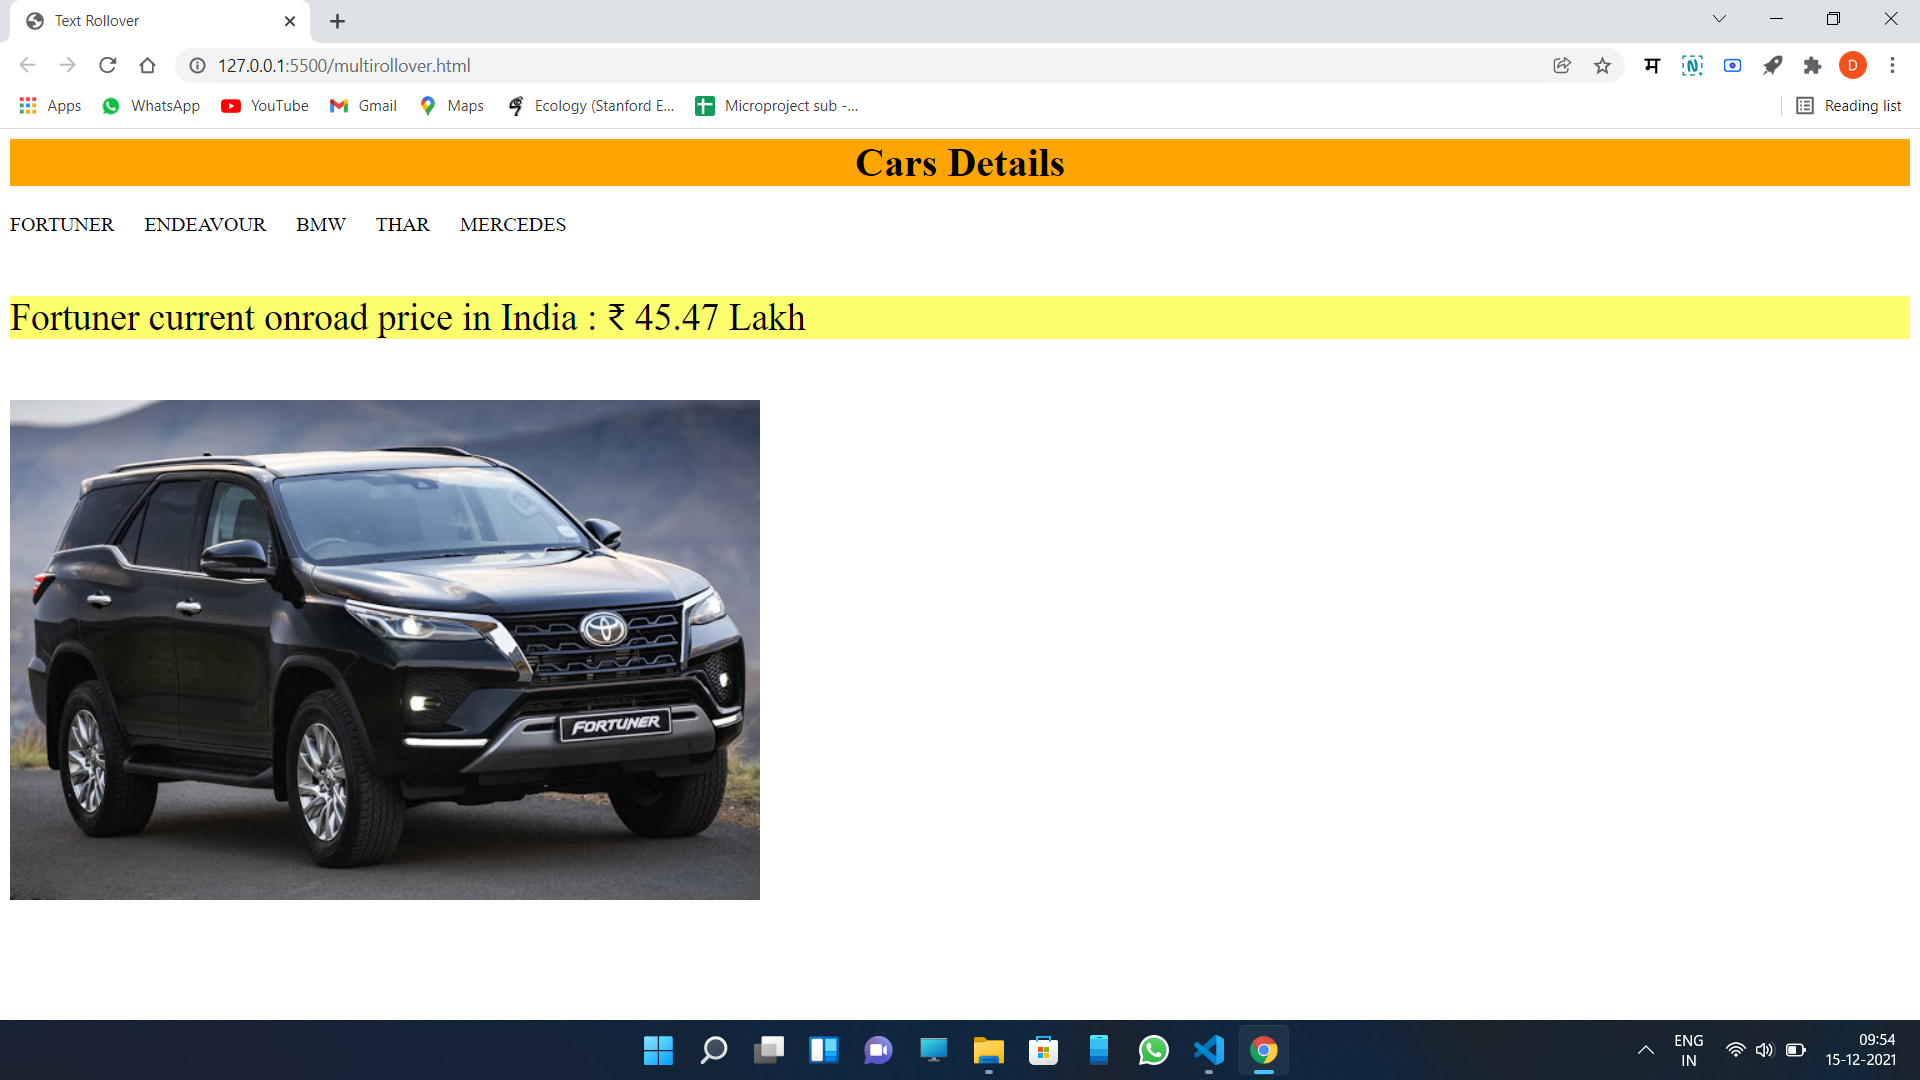 Text Rollover
127.0.0.1:5500/multirollover.html
म
N
D
Apps WhatsApp YouTube Gmail Maps Ecology (Stanford E... Microproject sub -... Reading list
Cars Details
FORTUNER ENDEAVOUR BMW THAR MERCEDES
Fortuner current onroad price in India : ₹ 45.47 Lakh
FORTUNER
ENG
IN
09:54
15-12-2021